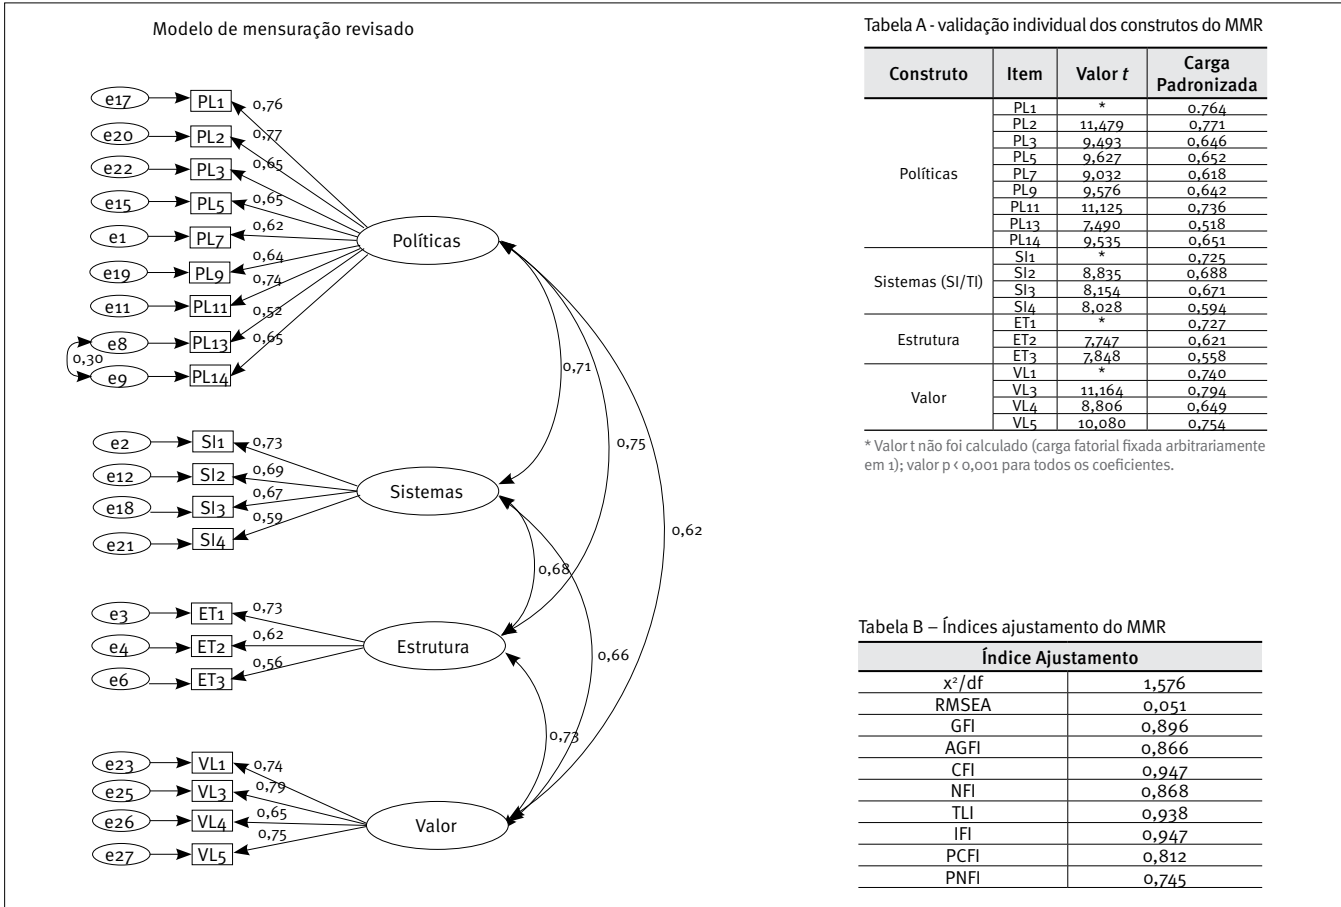 Modelo de mensuração revisado
e17 PL1 0,76
e20 PL2 0,77
e22 PL3 0,65
e15 PL5 0,65
e1 PL7 0,62
e19 PL9 0,64
e11 PL11 0,74
e8 PL13 0,52
e9 PL14 0,65
0,30
Políticas
e2 SI1 0,73
e12 SI2 0,69
e18 SI3 0,67
e21 SI4 0,59
Sistemas
e3 ET1 0,73
e4 ET2 0,62
e6 ET3 0,56
Estrutura
e23 VL1 0,74
e25 VL3 0,79
e26 VL4 0,65
e27 VL5 0,75
Valor
0,71
0,75
0,62
0,68
0,66
0,73
Tabela A - validação individual dos construtos do MMR
Construto Item Valor t Carga Padronizada
Políticas
PL1 * 0.764
PL2 11,479 0,771
PL3 9,493 0,646
PL5 9,627 0,652
PL7 9,032 0,618
PL9 9,576 0,642
PL11 11,125 0,736
PL13 7,490 0,518
PL14 9,535 0,651
Sistemas (SI/TI)
SI1 * 0,725
SI2 8,835 0,688
SI3 8,154 0,671
SI4 8,028 0,594
Estrutura
ET1 * 0,727
ET2 7,747 0,621
ET3 7,848 0,558
Valor
VL1 * 0,740
VL3 11,164 0,794
VL4 8,806 0,649
VL5 10,080 0,754
* Valor t não foi calculado (carga fatorial fixada arbitrariamente
em 1); valor p < 0,001 para todos os coeficientes.
Tabela B – Índices ajustamento do MMR
Índice Ajustamento
x²/df 1,576
RMSEA 0,051
GFI 0,896
AGFI 0,866
CFI 0,947
NFI 0,868
TLI 0,938
IFI 0,947
PCFI 0,812
PNFI 0,745